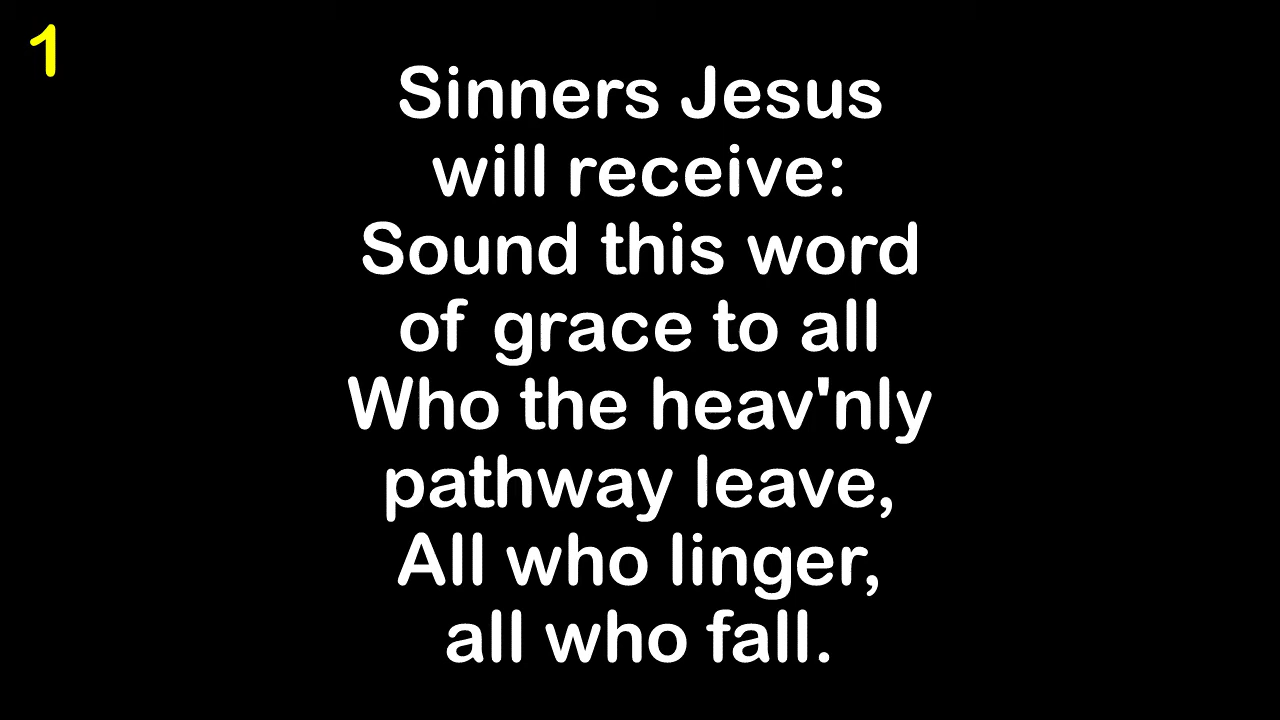 1
Sinners Jesus
will receive:
Sound this word
of grace to all
Who the heav'nly
pathway leave,
All who linger,
all who fall.